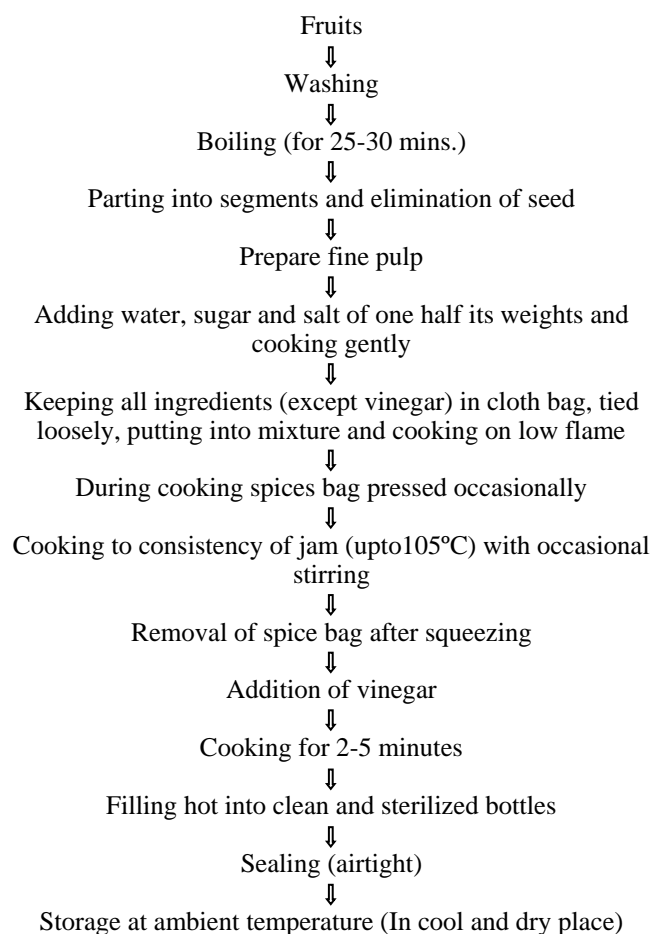 Fruits
⇓
Washing
⇓
Boiling (for 25-30 mins.)
⇓
Parting into segments and elimination of seed
⇓
Prepare fine pulp
⇓
Adding water, sugar and salt of one half its weights and
cooking gently
⇓
Keeping all ingredients (except vinegar) in cloth bag, tied
loosely, putting into mixture and cooking on low flame
⇓
During cooking spices bag pressed occasionally
⇓
Cooking to consistency of jam (upto105ºC) with occasional
stirring
⇓
Removal of spice bag after squeezing
⇓
Addition of vinegar
⇓
Cooking for 2-5 minutes
⇓
Filling hot into clean and sterilized bottles
⇓
Sealing (airtight)
⇓
Storage at ambient temperature (In cool and dry place)